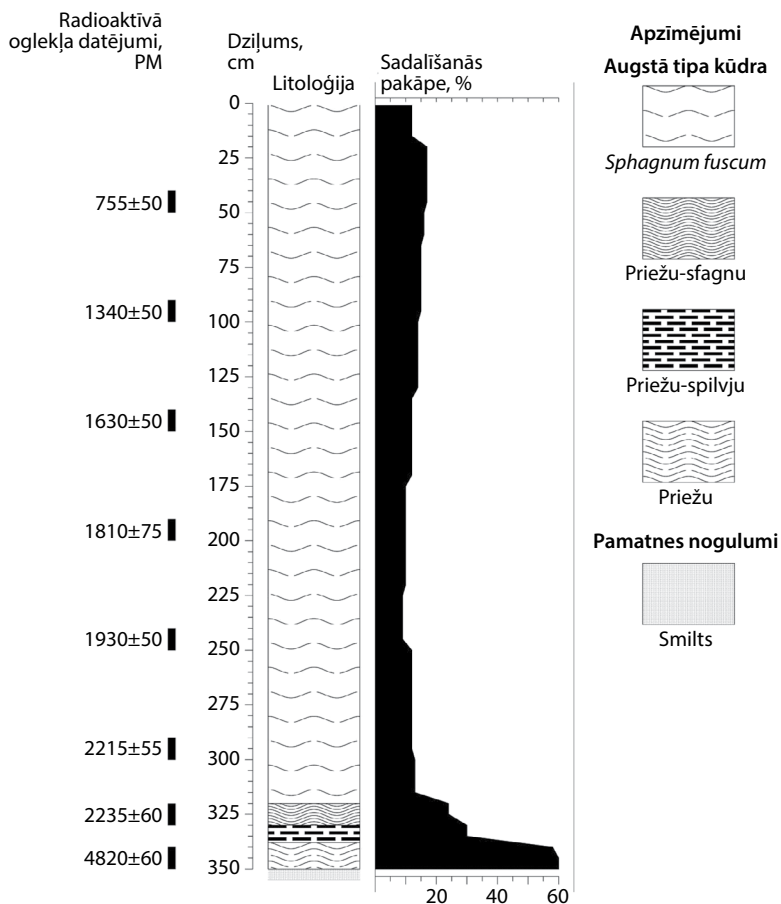 Radioaktīvā
oglekļa datējumi,
PM
Dziļums,
cm
Litoloģija
Sadalīšanās
pakāpe, %
0
25
50
75
100
125
150
175
200
225
250
275
300
325
350
755±50
1340±50
1630±50
1810±75
1930±50
2215±55
2235±60
4820±60
20
40
60
Apzīmējumi
Augstā tipa kūdra
Sphagnum fuscum
Priežu-sfagnu
Priežu-spilvju
Priežu
Pamatnes nogulumi
Smilts